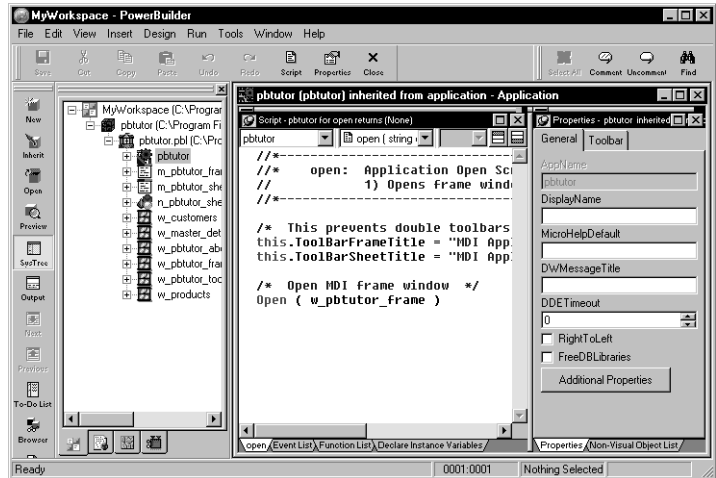 MyWorkspace - PowerBuilder
File Edit View Insert Design Run Tools Window Help
Save Cut Copy Paste Undo Redo Script Properties Close Select All Comment Uncomment Find
New
Inherit
Open
Preview
SysTree
Output
Next
Previous
To-Do List
Browser
MyWorkspace (C:\Program
pbtutor (C:\Program Fi
pbtutor.pbl (C:\Pro
pbtutor
m_pbtutor_frai
m_pbtutor_she
n_pbtutor_she
w_customers
w_master_det
w_pbtutor_abo
w_pbtutor_frai
w_pbtutor_too
w_products
pbtutor (pbtutor) inherited from application - Application
Script - pbtutor for open returns (None)
pbtutor open ( string
//*-----------------------------------
//* open: Application Open Scr
// 1) Opens frame windo
//*-----------------------------------
/* This prevents double toolbars
this.ToolBarFrameTitle = "MDI Appl
this.ToolBarSheetTitle = "MDI Appl
/* Open MDI frame window */
Open ( w_pbtutor_frame )
open Event List Function List Declare Instance Variables
Properties - pbtutor inherited
General Toolbar
AppName
pbtutor
DisplayName
MicroHelpDefault
DWMessageTitle
DDETimeout
0
RightToLeft
FreeDBLibraries
Additional Properties
Properties Non-Visual Object List
Ready 0001:0001 Nothing Selected